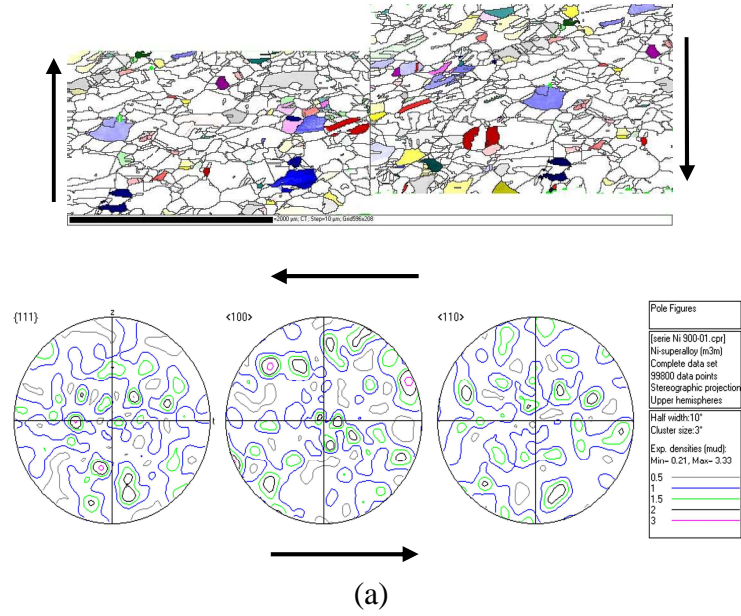 =2000 µm; CT; Step=10 µm; Grid596x208
{111}
z
t
<100>
<110>
Pole Figures
[serie Ni 900-01.cpr]
Ni-superalloy (m3m)
Complete data set
99800 data points
Stereographic projection
Upper hemispheres
Half width:10°
Cluster size:3°
Exp. densities (mud):
Min= 0.21, Max= 3.33
0.5
1
1.5
2
3
(a)